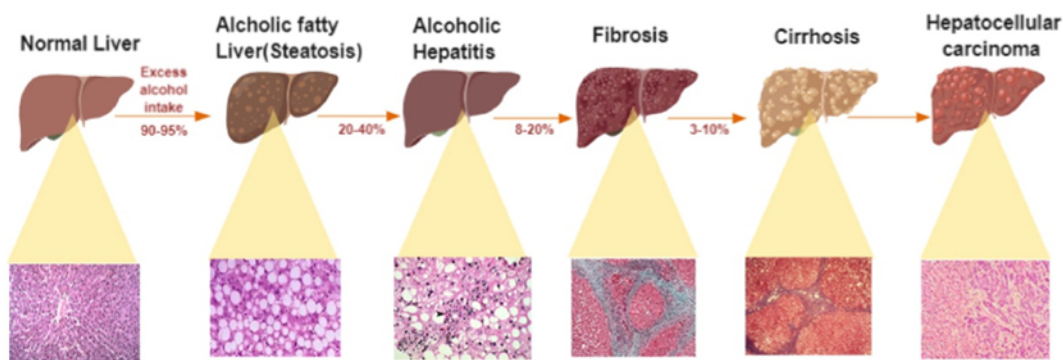 Normal Liver
Alcholic fatty
Liver(Steatosis)
Alcoholic
Hepatitis
Fibrosis
Cirrhosis
Hepatocellular
carcinoma
Excess
alcohol
intake
90-95%
20-40%
8-20%
3-10%